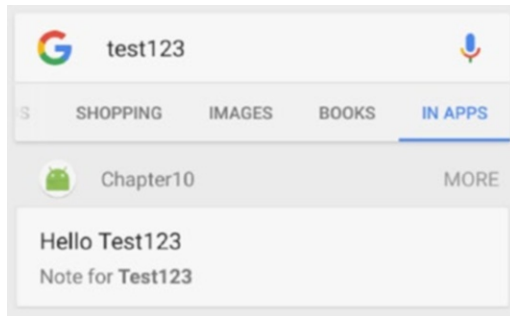 test123
S SHOPPING IMAGES BOOKS IN APPS
Chapter10 MORE
Hello Test123
Note for Test123